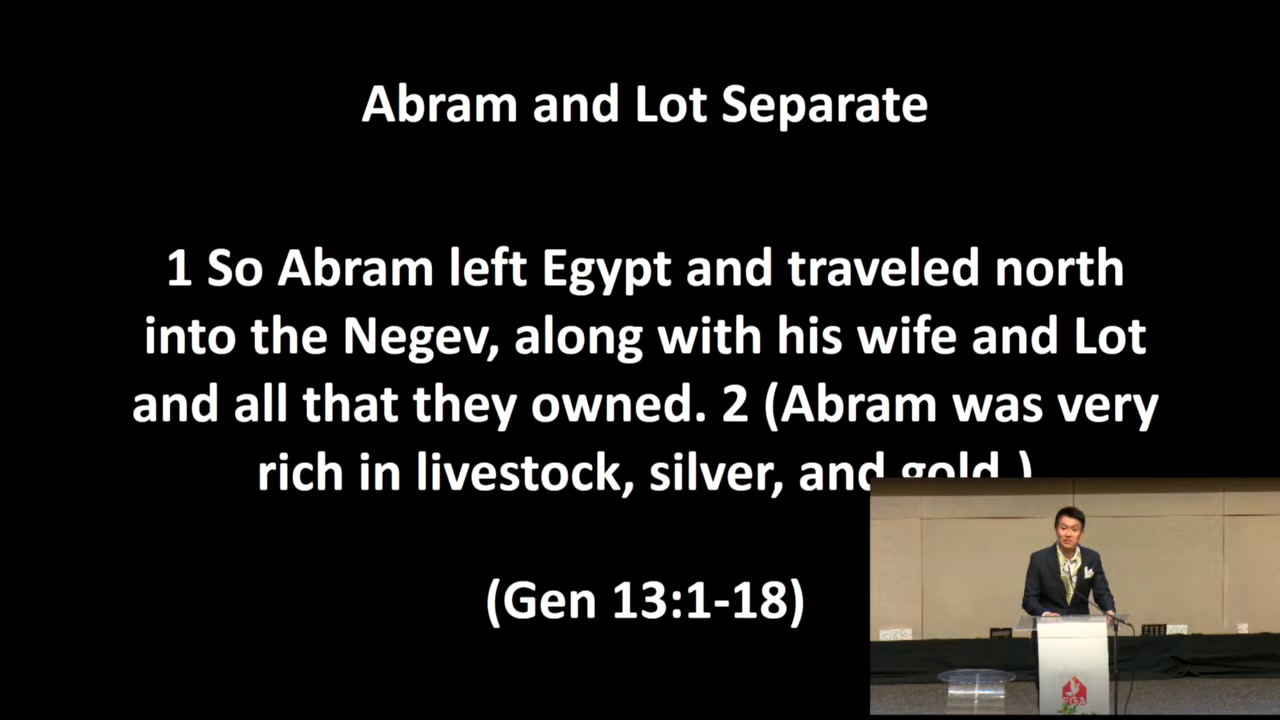 Abram and Lot Separate
1 So Abram left Egypt and traveled north
into the Negev, along with his wife and Lot
and all that they owned. 2 (Abram was very
rich in livestock, silver, and gold.)
(Gen 13:1-18)
FGA